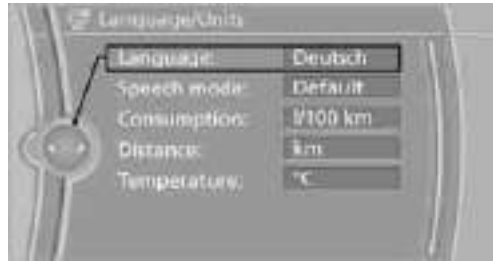 Language/Units
Language: Deutsch
Speech mode: Default
Consumption: l/100 km
Distance: km
Temperature: °C